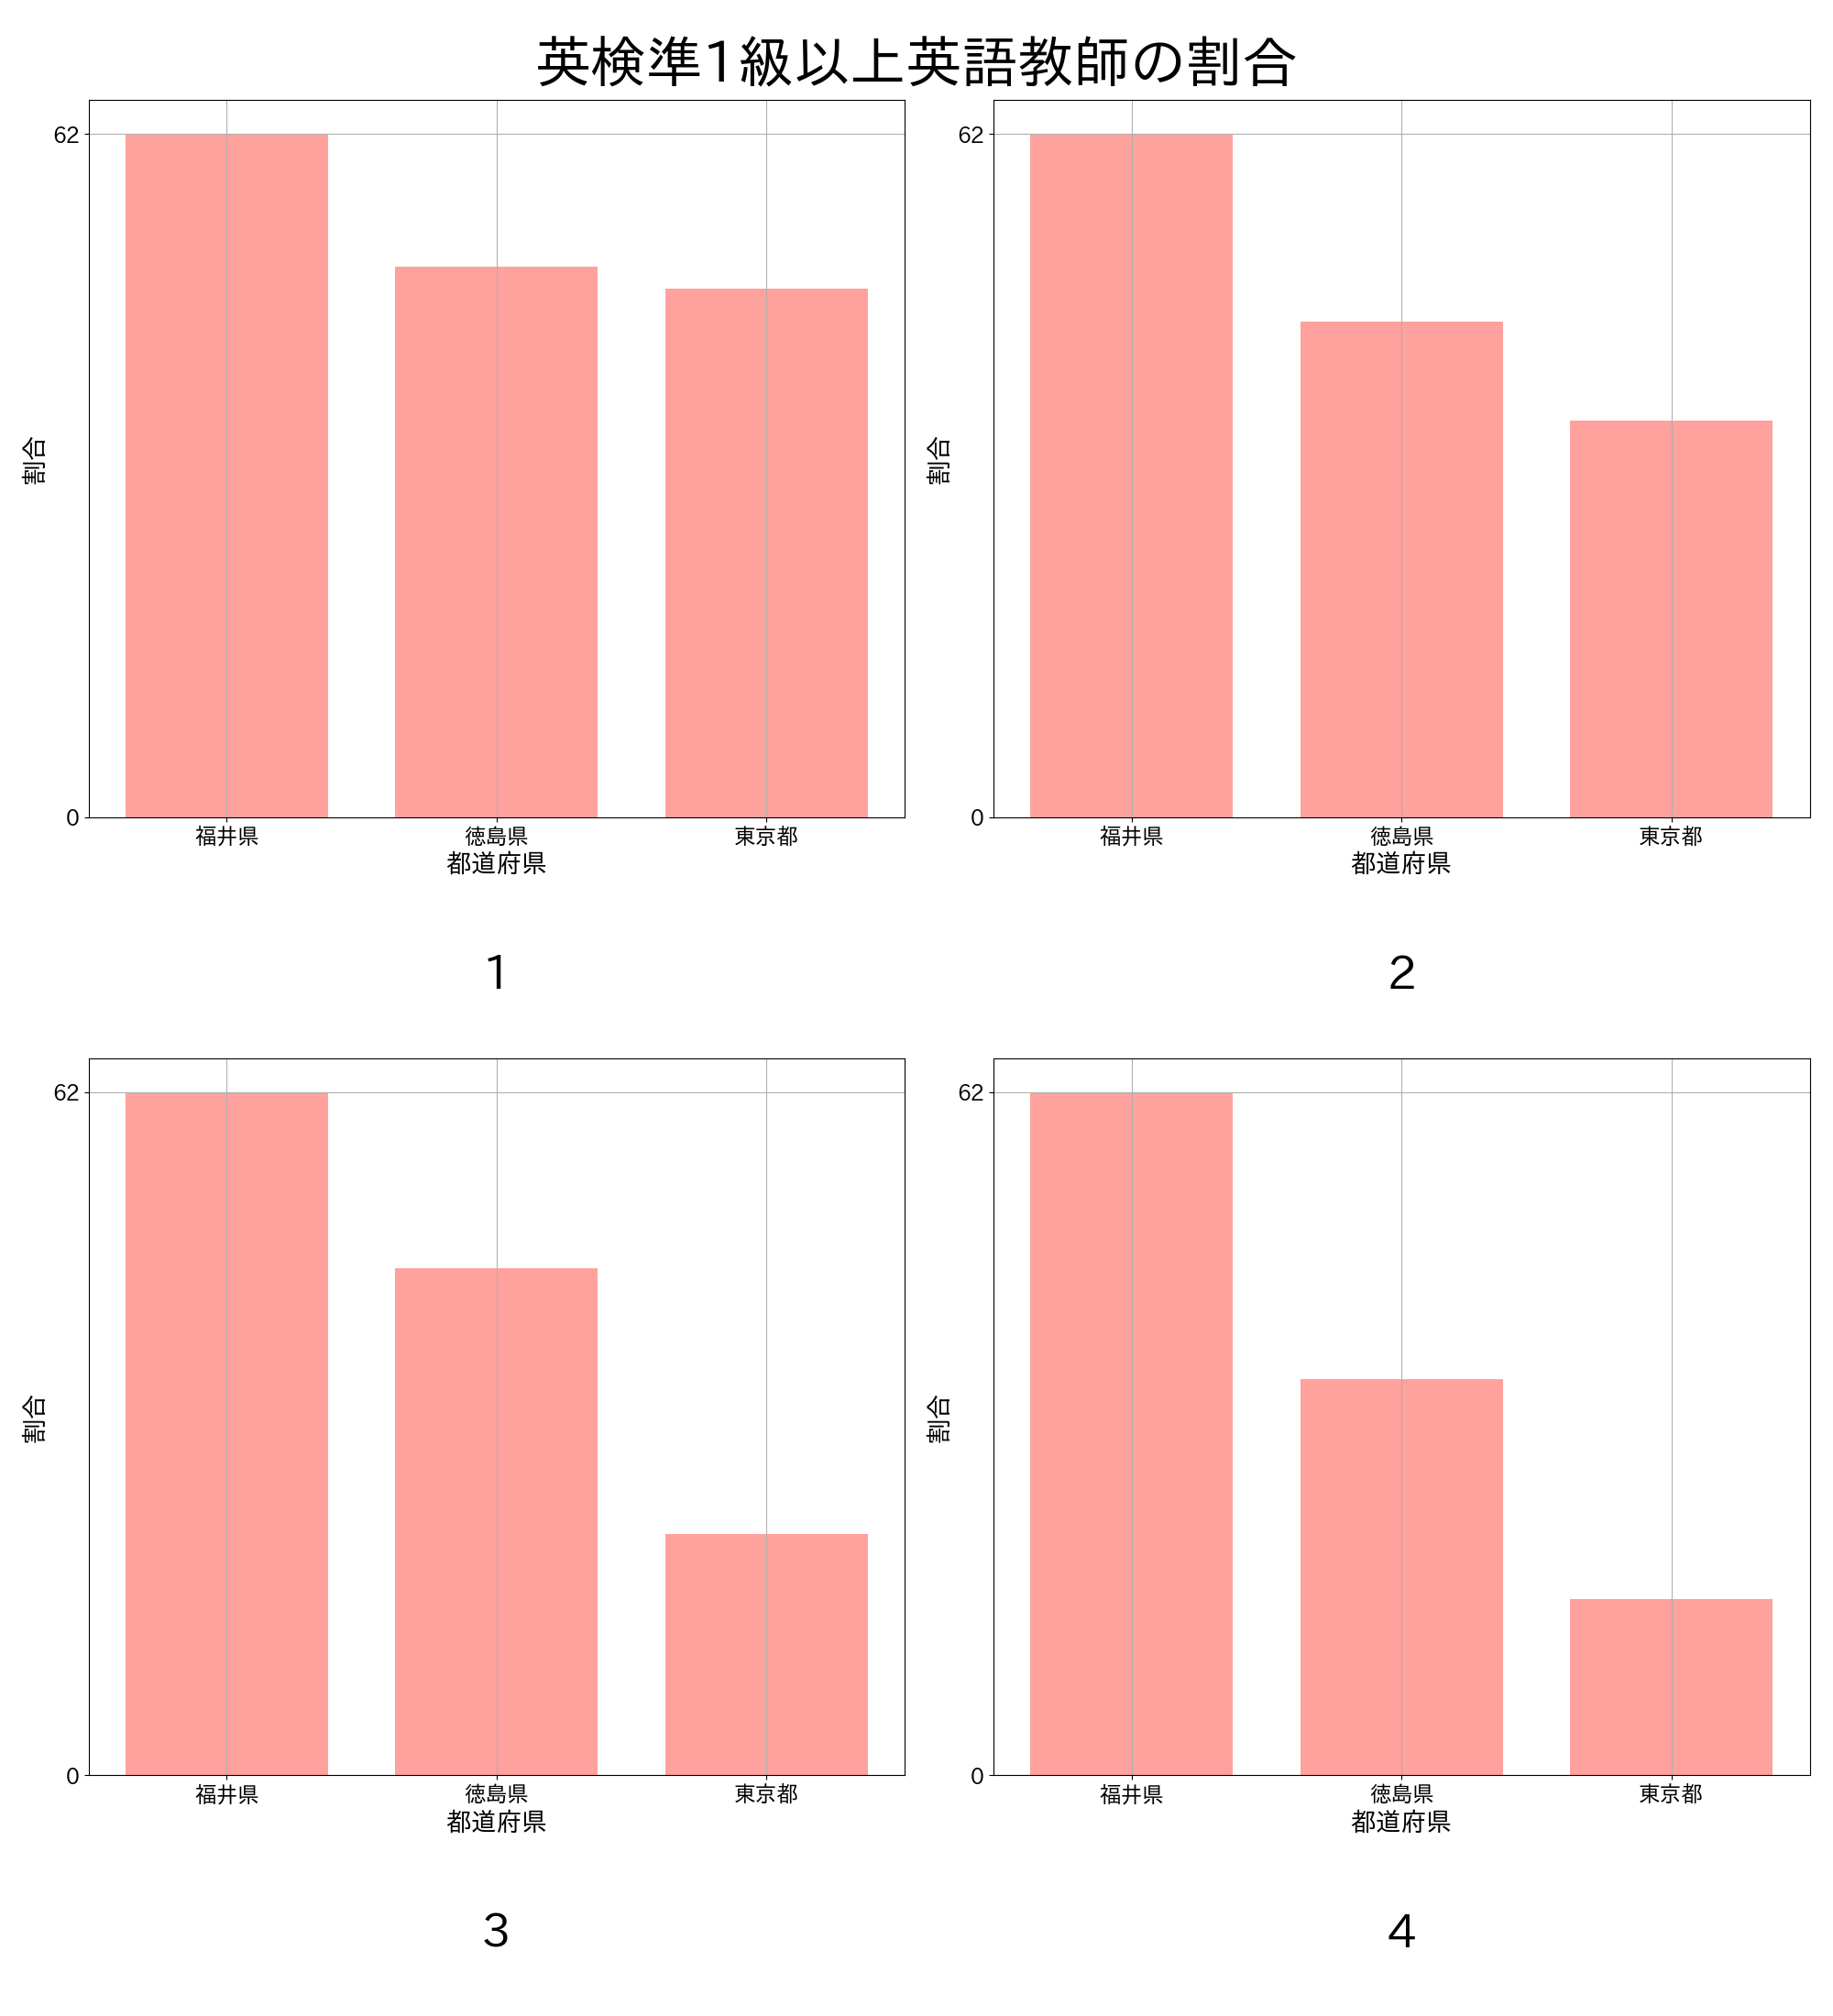 英検準1級以上英語教師の割合
62
0
割合
福井県 徳島県 東京都
都道府県
1
62
0
割合
福井県 徳島県 東京都
都道府県
2
62
0
割合
福井県 徳島県 東京都
都道府県
3
62
0
割合
福井県 徳島県 東京都
都道府県
4